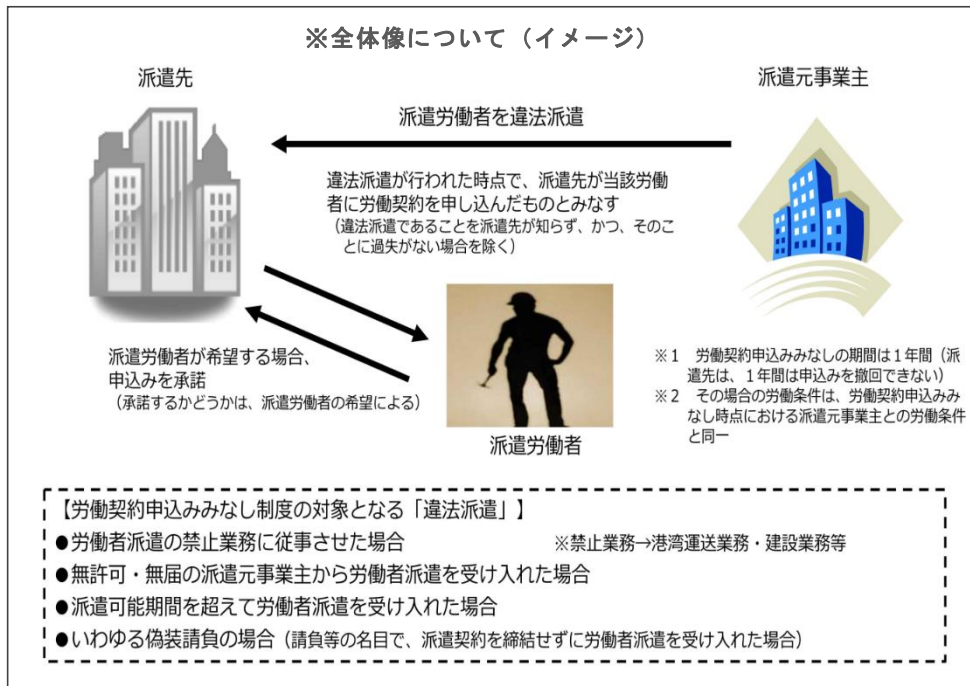 ※全体像について（イメージ）
派遣先
派遣元事業主
派遣労働者を違法派遣
違法派遣が行われた時点で、派遣先が当該労働
者に労働契約を申し込んだものとみなす
（違法派遣であることを派遣先が知らず、かつ、そのこ
とに過失がない場合を除く）
派遣労働者が希望する場合、
申込みを承諾
（承諾するかどうかは、派遣労働者の希望による）
派遣労働者
※１　労働契約申込みみなしの期間は１年間（派
遣先は、１年間は申込みを撤回できない）
※２　その場合の労働条件は、労働契約申込みみ
なし時点における派遣元事業主との労働条件
と同一
【労働契約申込みみなし制度の対象となる「違法派遣」】
●労働者派遣の禁止業務に従事させた場合　※禁止業務→港湾運送業務・建設業務等
●無許可・無届の派遣元事業主から労働者派遣を受け入れた場合
●派遣可能期間を超えて労働者派遣を受け入れた場合
●いわゆる偽装請負の場合（請負等の名目で、派遣契約を締結せずに労働者派遣を受け入れた場合）